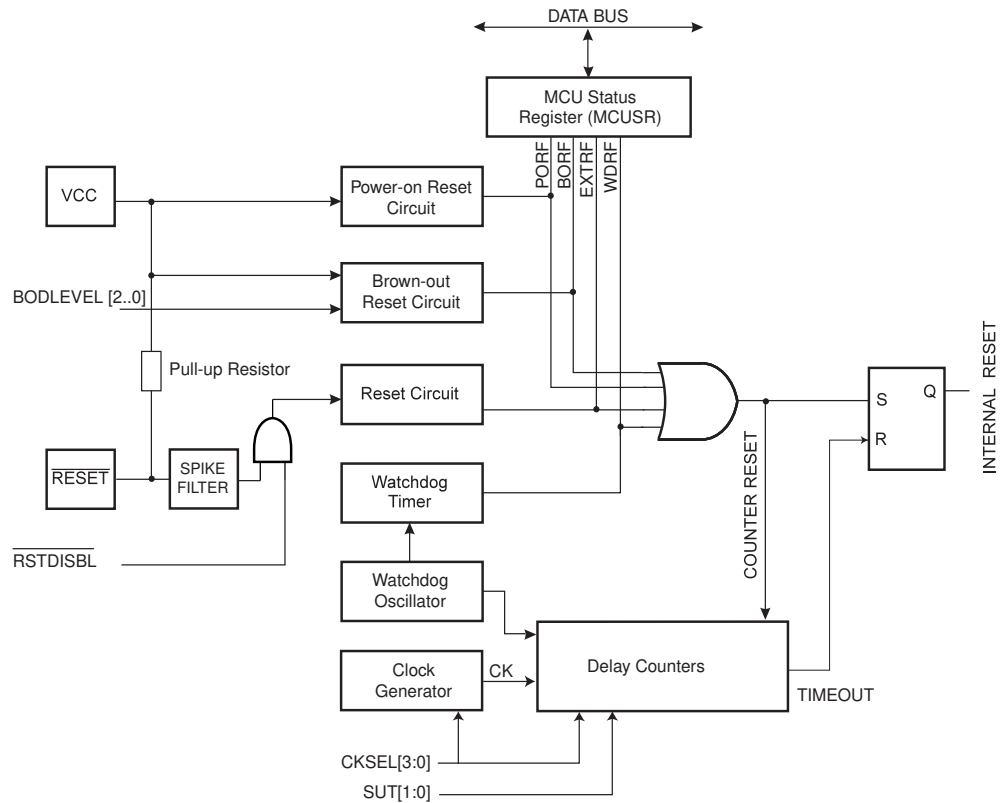 DATA BUS
MCU Status
Register (MCUSR)
PORF
BORF
EXTRF
WDRF
VCC
Power-on Reset
Circuit
Brown-out
Reset Circuit
BODLEVEL [2..0]
Pull-up Resistor
Reset Circuit
S
Q
R
INTERNAL RESET
RESET
SPIKE
FILTER
Watchdog
Timer
COUNTER RESET
RSTDISBL
Watchdog
Oscillator
Clock
Generator
CK
Delay Counters
TIMEOUT
CKSEL[3:0]
SUT[1:0]